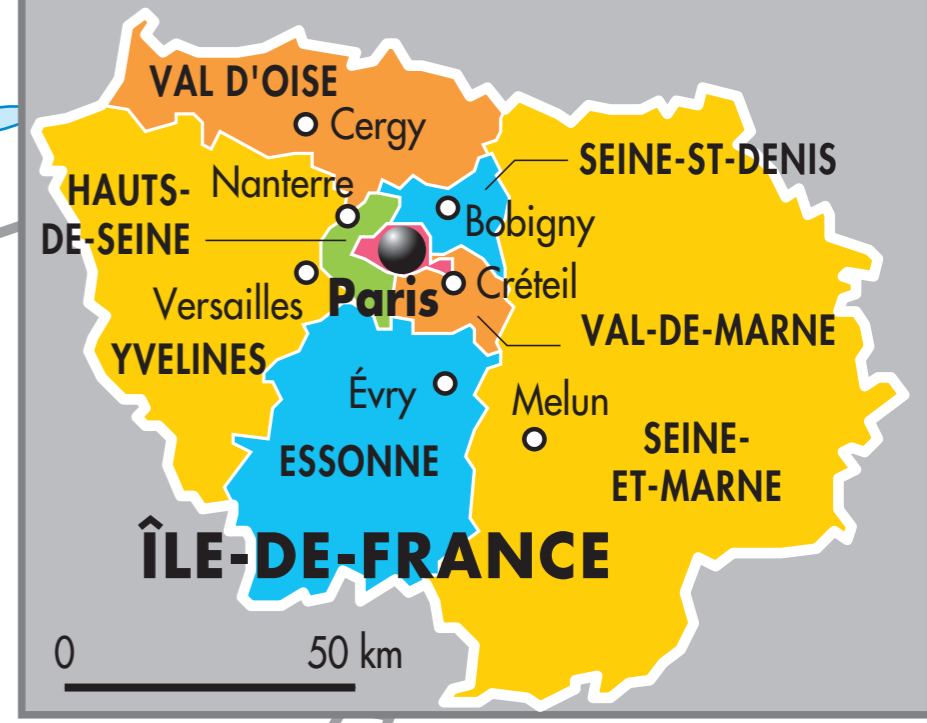 VAL D'OISE
Cergy
SEINE-ST-DENIS
HAUTS-
DE-SEINE
Nanterre
Bobigny
Versailles
Paris
Créteil
VAL-DE-MARNE
YVELINES
Évry
Melun
ESSONNE
SEINE-
ET-MARNE
ÎLE-DE-FRANCE
0 50 km